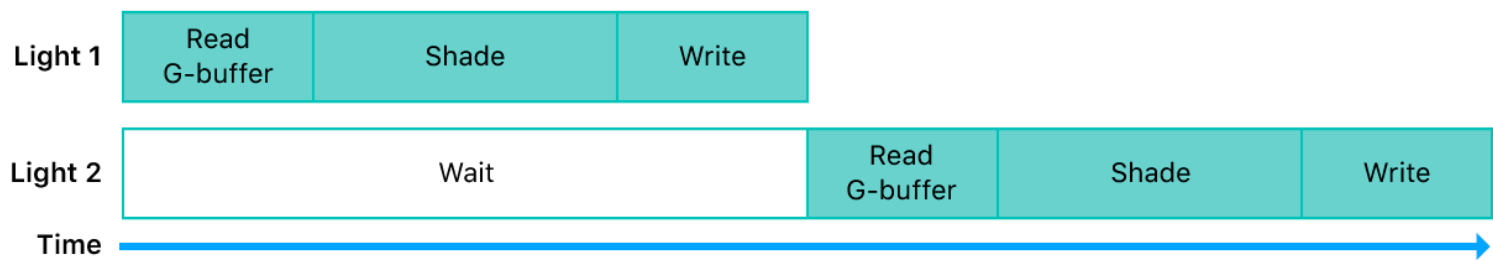 Light 1
Read
G-buffer
Shade
Write
Light 2
Wait
Read
G-buffer
Shade
Write
Time